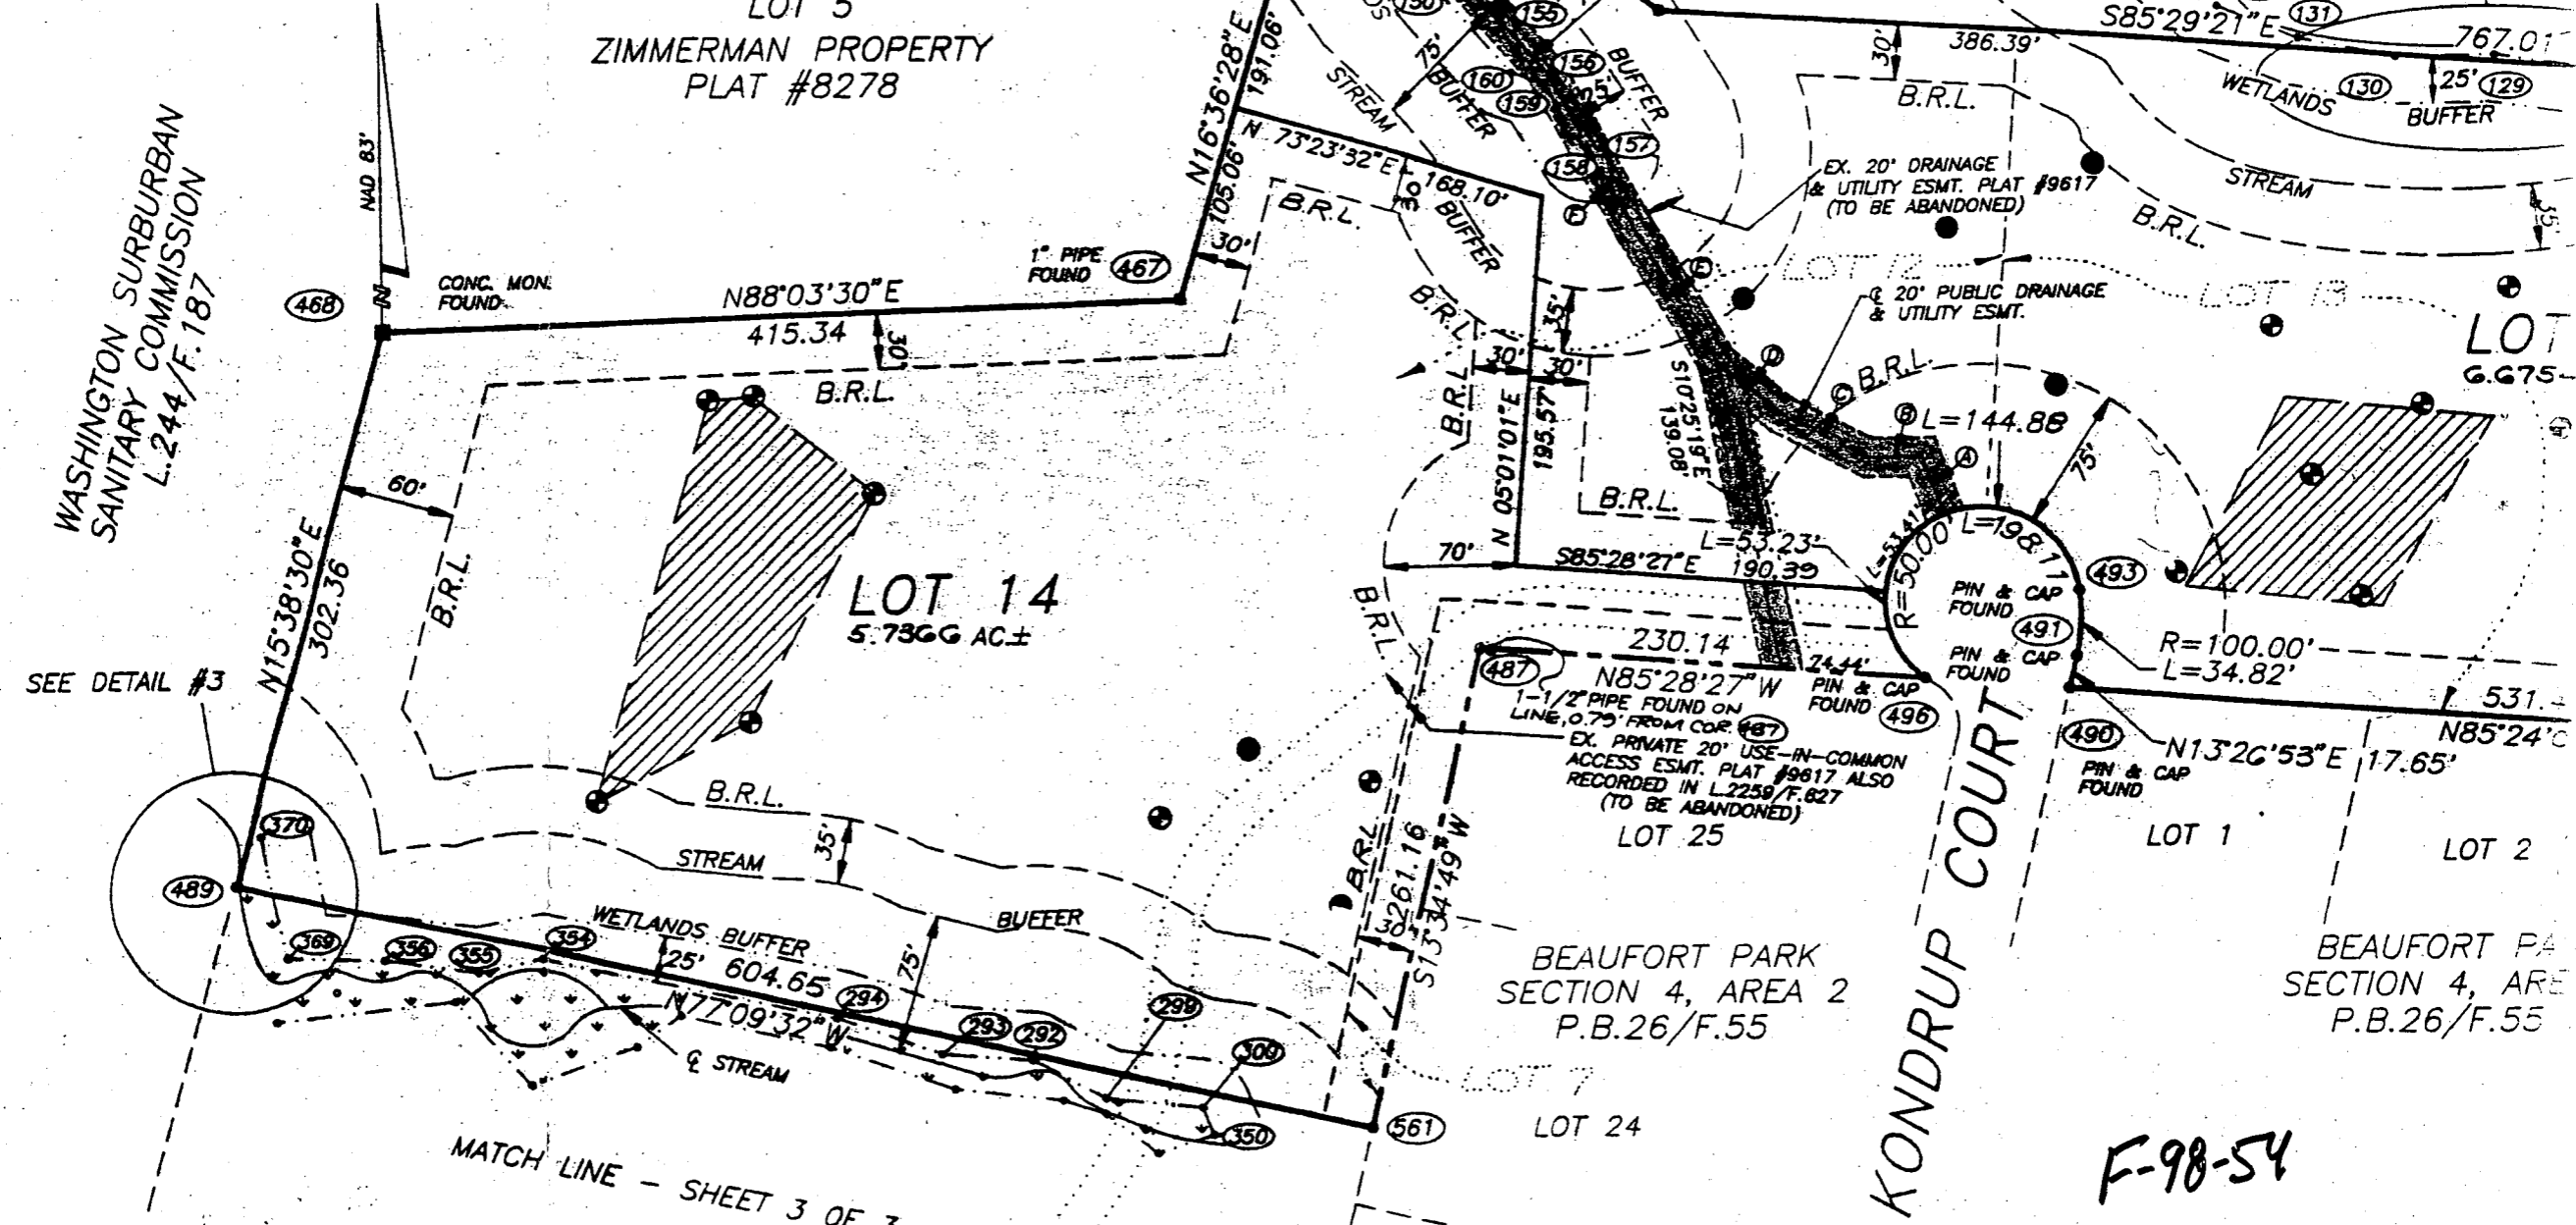 LOT 5
ZIMMERMAN PROPERTY
PLAT #8278
WASHINGTON SURBURBAN
SANITARY COMMISSION
L.244/F.187
NAD 83'
N
468
CONC. MON.
FOUND
N88°03'30"E
415.34
30'
B.R.L.
1" PIPE
FOUND
467
N16°36'28"E
191.06'
105.06'
30'
N 73°23'32"E
168.10'
30'
B.R.L.
BUFFER
STREAM
75'
BUFFER
BUFFER
150
155
156
160
159
157
158
35'
F
E
D
C
B
A
S85°29'21"E
131
386.39'
767.01
30'
B.R.L.
WETLANDS
130
25'
129
BUFFER
STREAM
B.R.L.
35'
EX. 20' DRAINAGE
& UTILITY ESMT. PLAT #9617
(TO BE ABANDONED)
LOT 12
LOT 13
℄ 20' PUBLIC DRAINAGE
& UTILITY ESMT.
LOT
6.675
B.R.L.
L=144.88
75'
B.R.L.
B.R.L.
35'
30'
30'
N 05°01'01"E
195.57'
S10°25'19"E
139.08'
B.R.L.
L=53.23'
70'
S85°28'27"E
190.39
L=53.41'
R=50.00'
L=198.11
PIN & CAP
FOUND
493
491
PIN & CAP
FOUND
R=100.00'
L=34.82'
531.
N85°24'
490
N13°26'53"E
17.65'
PIN & CAP
FOUND
230.14
487
N85°28'27"W
24.44'
PIN & CAP
FOUND
496
1-1/2" PIPE FOUND ON
LINE, 0.79' FROM COR. 487
EX. PRIVATE 20' USE-IN-COMMON
ACCESS ESMT. PLAT #9617 ALSO
RECORDED IN L.2259/F.627
(TO BE ABANDONED)
LOT 25
LOT 1
LOT 2
B.R.L.
60'
B.R.L.
N15°38'30"E
302.36
LOT 14
5.7366 AC.±
SEE DETAIL #3
B.R.L.
35'
STREAM
BUFFER
75'
370
489
369
356
355
354
WETLANDS BUFFER
25'
604.65
N77°09'32"W
294
293
292
299
300
350
561
℄ STREAM
B.R.L.
30'
261.16
S13°34'49"W
BEAUFORT PARK
SECTION 4, AREA 2
P.B.26/F.55
BEAUFORT PA
SECTION 4, ARE
P.B.26/F.55
LOT 7
LOT 24
KONDRUP COURT
MATCH LINE - SHEET 3 OF 3
F-98-54